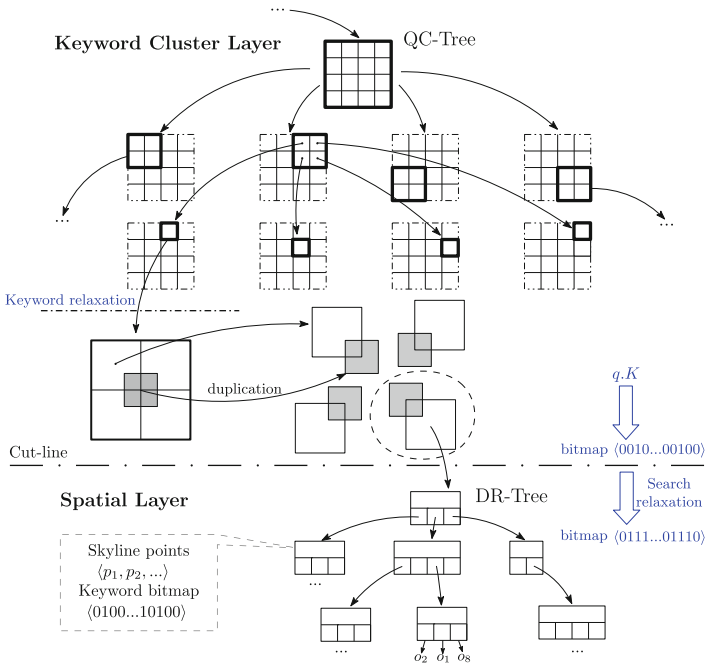 ...
Keyword Cluster Layer
QC-Tree
...
...
Keyword relaxation
duplication
q.K
Cut-line
bitmap ⟨0010...00100⟩
Spatial Layer
DR-Tree
Search
relaxation
bitmap ⟨0111...01110⟩
Skyline points
⟨p₁, p₂, ...⟩
Keyword bitmap
⟨0100...10100⟩
...
...
o₂ o₁ o₈
...